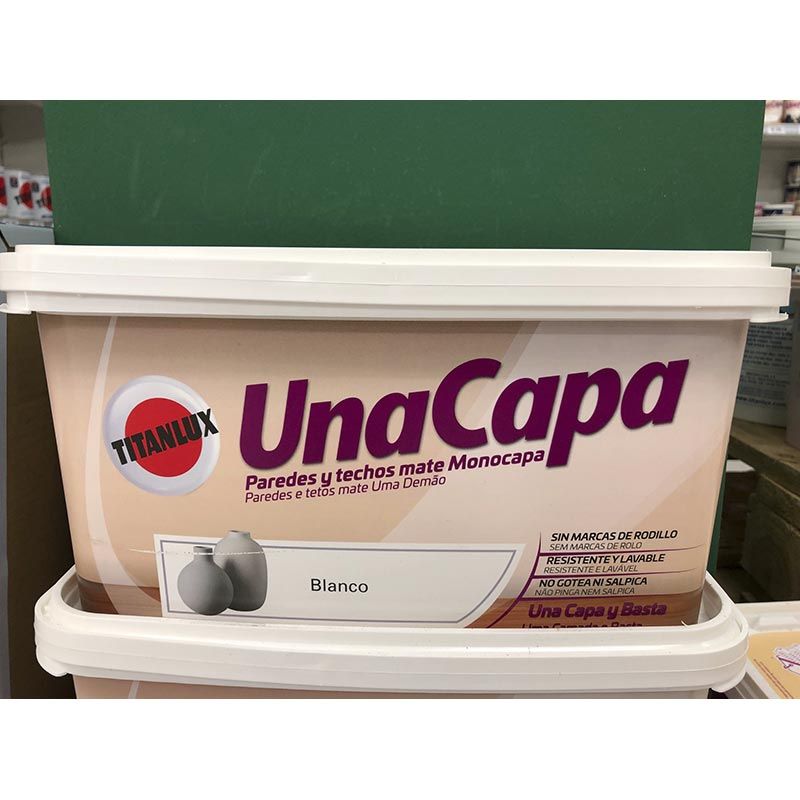 TITANLUX
UnaCapa
Paredes y techos mate Monocapa
Paredes e tetos mate Uma Demão
Blanco
SIN MARCAS DE RODILLO
SEM MARCAS DE ROLO
RESISTENTE Y LAVABLE
RESISTENTE E LAVÁVEL
NO GOTEA NI SALPICA
NÃO PINGA NEM SALPICA
Una Capa y Basta